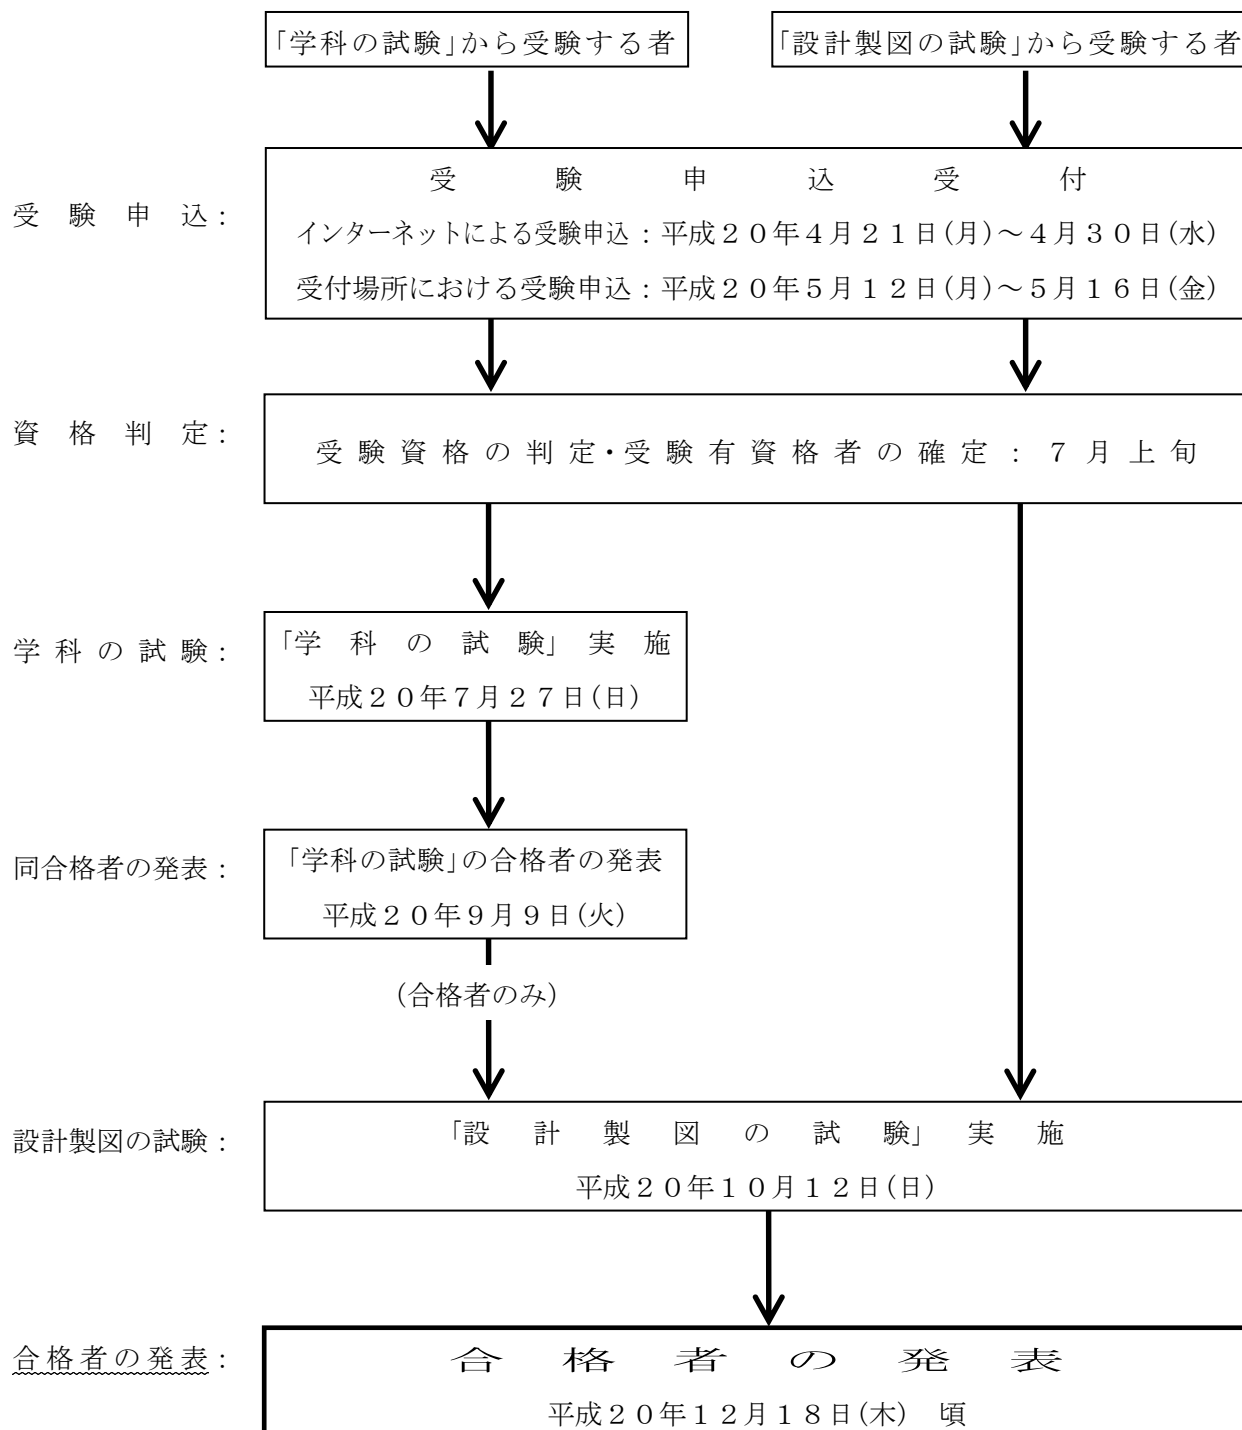 「学科の試験」から受験する者
「設計製図の試験」から受験する者
受験申込：
受験申込受付
インターネットによる受験申込：平成２０年４月２１日(月)～４月３０日(水)
受付場所における受験申込：平成２０年５月１２日(月)～５月１６日(金)
資格判定：
受験資格の判定・受験有資格者の確定：７月上旬
学科の試験：
「学科の試験」実施
平成２０年７月２７日(日)
同合格者の発表：
「学科の試験」の合格者の発表
平成２０年９月９日(火)
(合格者のみ)
設計製図の試験：
「設計製図の試験」実施
平成２０年１０月１２日(日)
合格者の発表：
合格者の発表
平成２０年１２月１８日(木)　頃